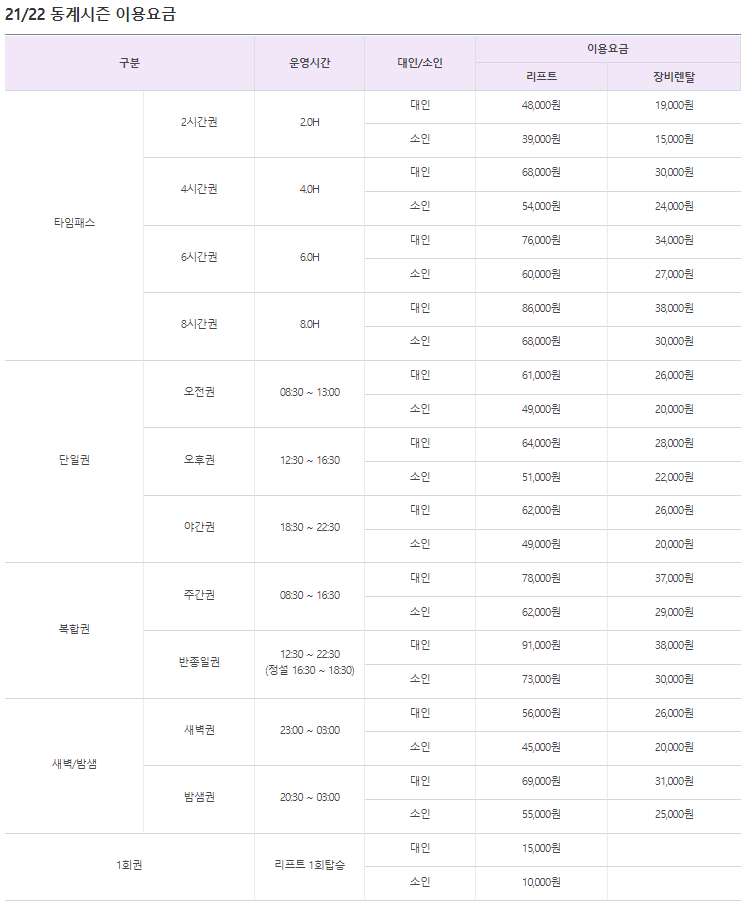 21/22 동계시즌 이용요금
구분 운영시간 대인/소인 이용요금
리프트 장비렌탈
타임패스
2시간권 2.0H 대인 48,000원 19,000원
소인 39,000원 15,000원
4시간권 4.0H 대인 68,000원 30,000원
소인 54,000원 24,000원
6시간권 6.0H 대인 76,000원 34,000원
소인 60,000원 27,000원
8시간권 8.0H 대인 86,000원 38,000원
소인 68,000원 30,000원
단일권
오전권 08:30 ~ 13:00 대인 61,000원 26,000원
소인 49,000원 20,000원
오후권 12:30 ~ 16:30 대인 64,000원 28,000원
소인 51,000원 22,000원
야간권 18:30 ~ 22:30 대인 62,000원 26,000원
소인 49,000원 20,000원
복합권
주간권 08:30 ~ 16:30 대인 78,000원 37,000원
소인 62,000원 29,000원
반종일권 12:30 ~ 22:30 대인 91,000원 38,000원
(정설 16:30 ~ 18:30) 소인 73,000원 30,000원
새벽/밤샘
새벽권 23:00 ~ 03:00 대인 56,000원 26,000원
소인 45,000원 20,000원
밤샘권 20:30 ~ 03:00 대인 69,000원 31,000원
소인 55,000원 25,000원
1회권 리프트 1회탑승 대인 15,000원
소인 10,000원